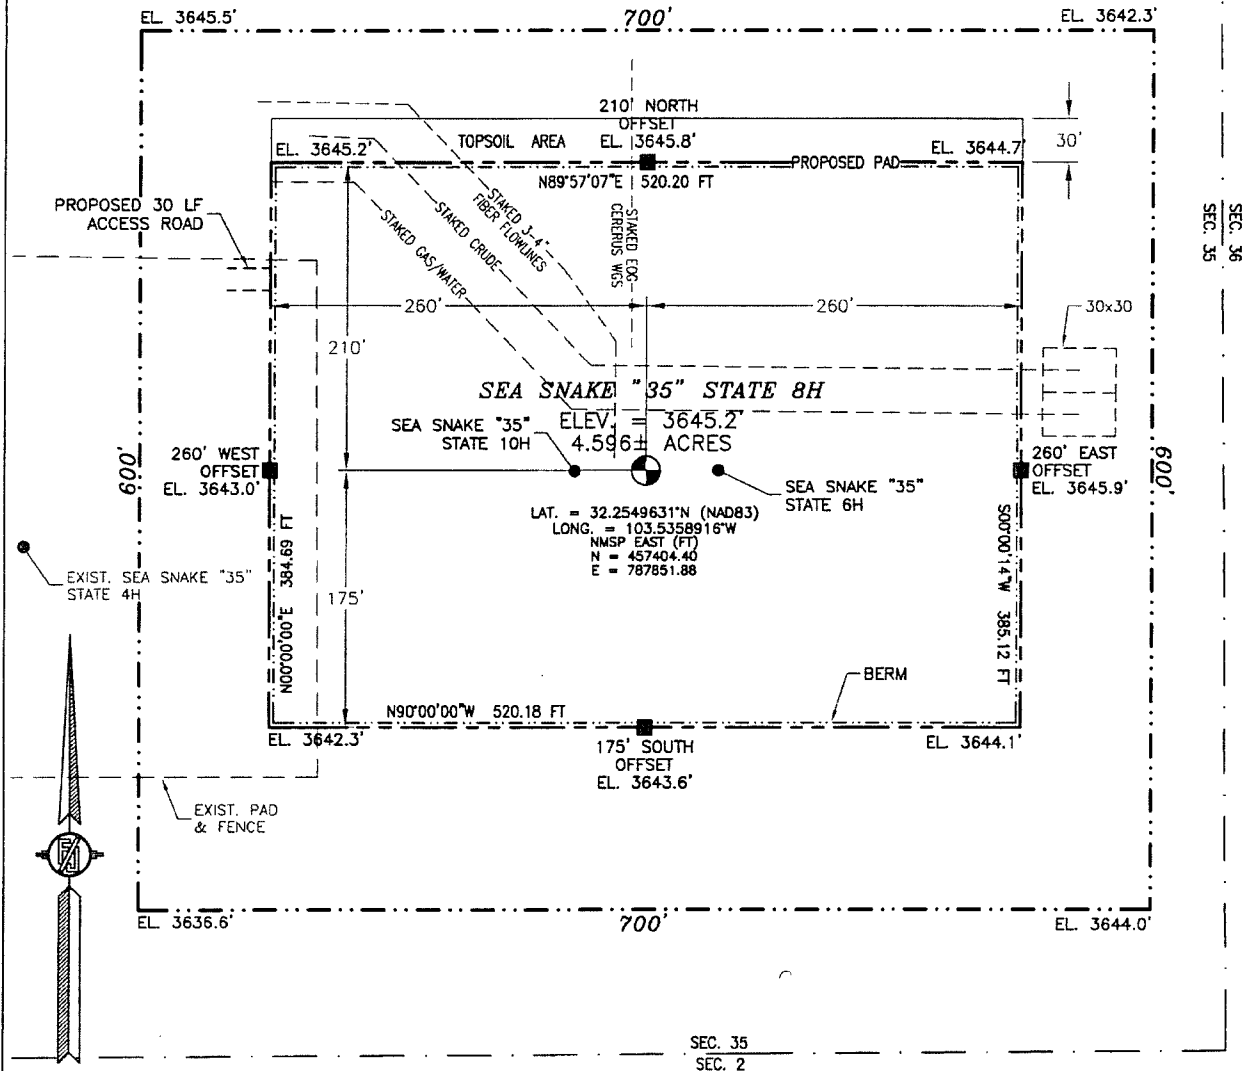 EL. 3645.5'
700'
EL. 3642.3'
210' NORTH
OFFSET
EL. 3645.8'
TOPSOIL AREA
EL. 3645.2'
EL. 3644.7'
30'
PROPOSED PAD
N89°57'07"E 520.20 FT
PROPOSED 30 LF
ACCESS ROAD
STAKED 3-4"
FIBER FLOWLINES
STAKED CRUDE
STAKED GAS/WATER
STAKED EOG
CERERUS WGS
SEC. 36
SEC. 35
260'
260'
30x30
210'
SEA SNAKE "35" STATE 8H
ELEV. = 3645.2'
4.596± ACRES
SEA SNAKE "35"
STATE 10H
260' WEST
OFFSET
EL. 3643.0'
600'
260' EAST
OFFSET
EL. 3645.9'
600'
SEA SNAKE "35"
STATE 6H
LAT. = 32.2549631°N (NAD83)
LONG. = 103.5358916°W
NMSP EAST (FT)
N = 457404.40
E = 787851.88
EXIST. SEA SNAKE "35"
STATE 4H
N00°00'00"E 384.69 FT
175'
S00°00'14"W 385.12 FT
BERM
N90°00'00"W 520.18 FT
EL. 3642.3'
EL. 3644.1'
175' SOUTH
OFFSET
EL. 3643.6'
EXIST. PAD
& FENCE
EL. 3636.6'
700'
EL. 3644.0'
SEC. 35
SEC. 2